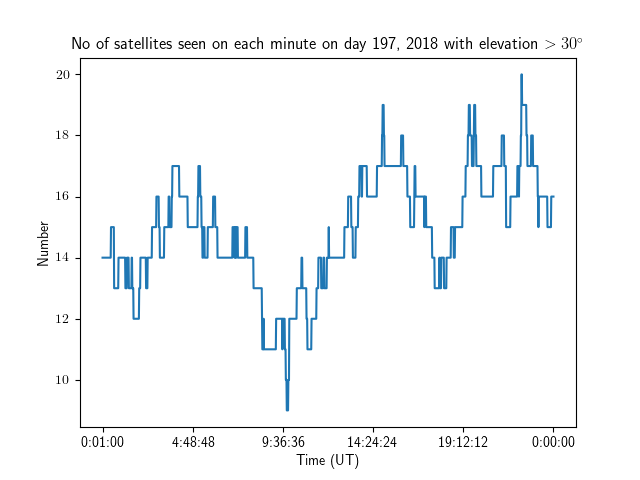 No of satellites seen on each minute on day 197, 2018 with elevation > 30°
20
18
16
14
12
10
Number
0:01:00 4:48:48 9:36:36 14:24:24 19:12:12 0:00:00
Time (UT)